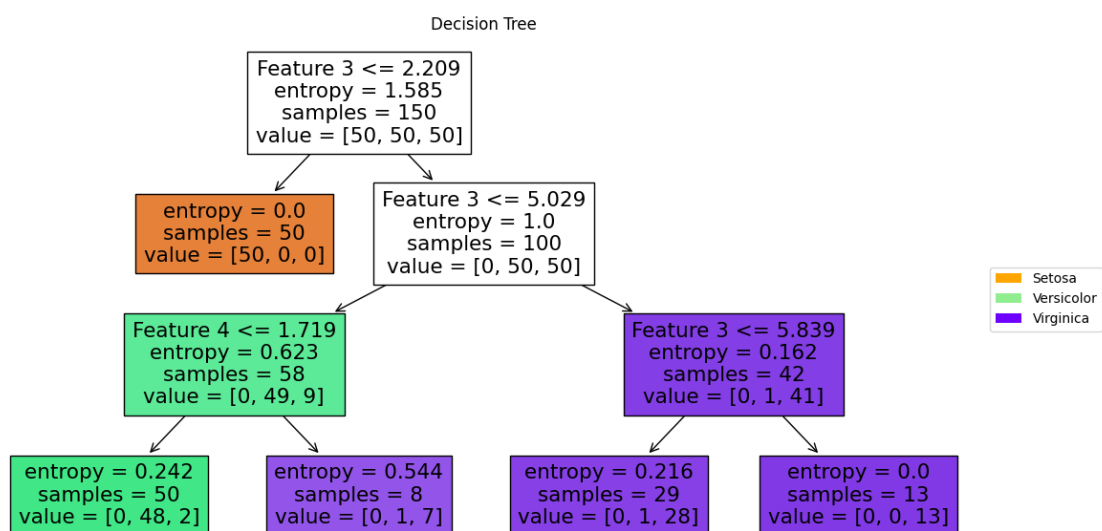 Decision Tree
Feature 3 <= 2.209
entropy = 1.585
samples = 150
value = [50, 50, 50]
entropy = 0.0
samples = 50
value = [50, 0, 0]
Feature 3 <= 5.029
entropy = 1.0
samples = 100
value = [0, 50, 50]
Setosa
Versicolor
Virginica
Feature 4 <= 1.719
entropy = 0.623
samples = 58
value = [0, 49, 9]
Feature 3 <= 5.839
entropy = 0.162
samples = 42
value = [0, 1, 41]
entropy = 0.242
samples = 50
value = [0, 48, 2]
entropy = 0.544
samples = 8
value = [0, 1, 7]
entropy = 0.216
samples = 29
value = [0, 1, 28]
entropy = 0.0
samples = 13
value = [0, 0, 13]